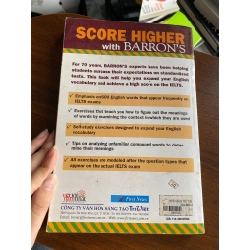 SCORE HIGHER
with BARRON'S
For 70 years, BARRON'S experts have been helping
students surpass their expectations on standardized
tests. This book will help you expand your English
vocabulary and achieve a high score on the IELTS.
Emphasis on 600 English words that appear frequently on
IELTS exams
Exercises that teach you how to figure out the meanings
of words by examining the context in which they are used
Self-study exercises designed to expand your English
vocabulary
Tips on analyzing unfamiliar compound words to determine
mine their meanings
All exercises are modeled after the question types that
appear on the actual IELTS exam
First News
CÔNG TY VĂN HÓA SÁNG TẠO TRÍ VIỆT